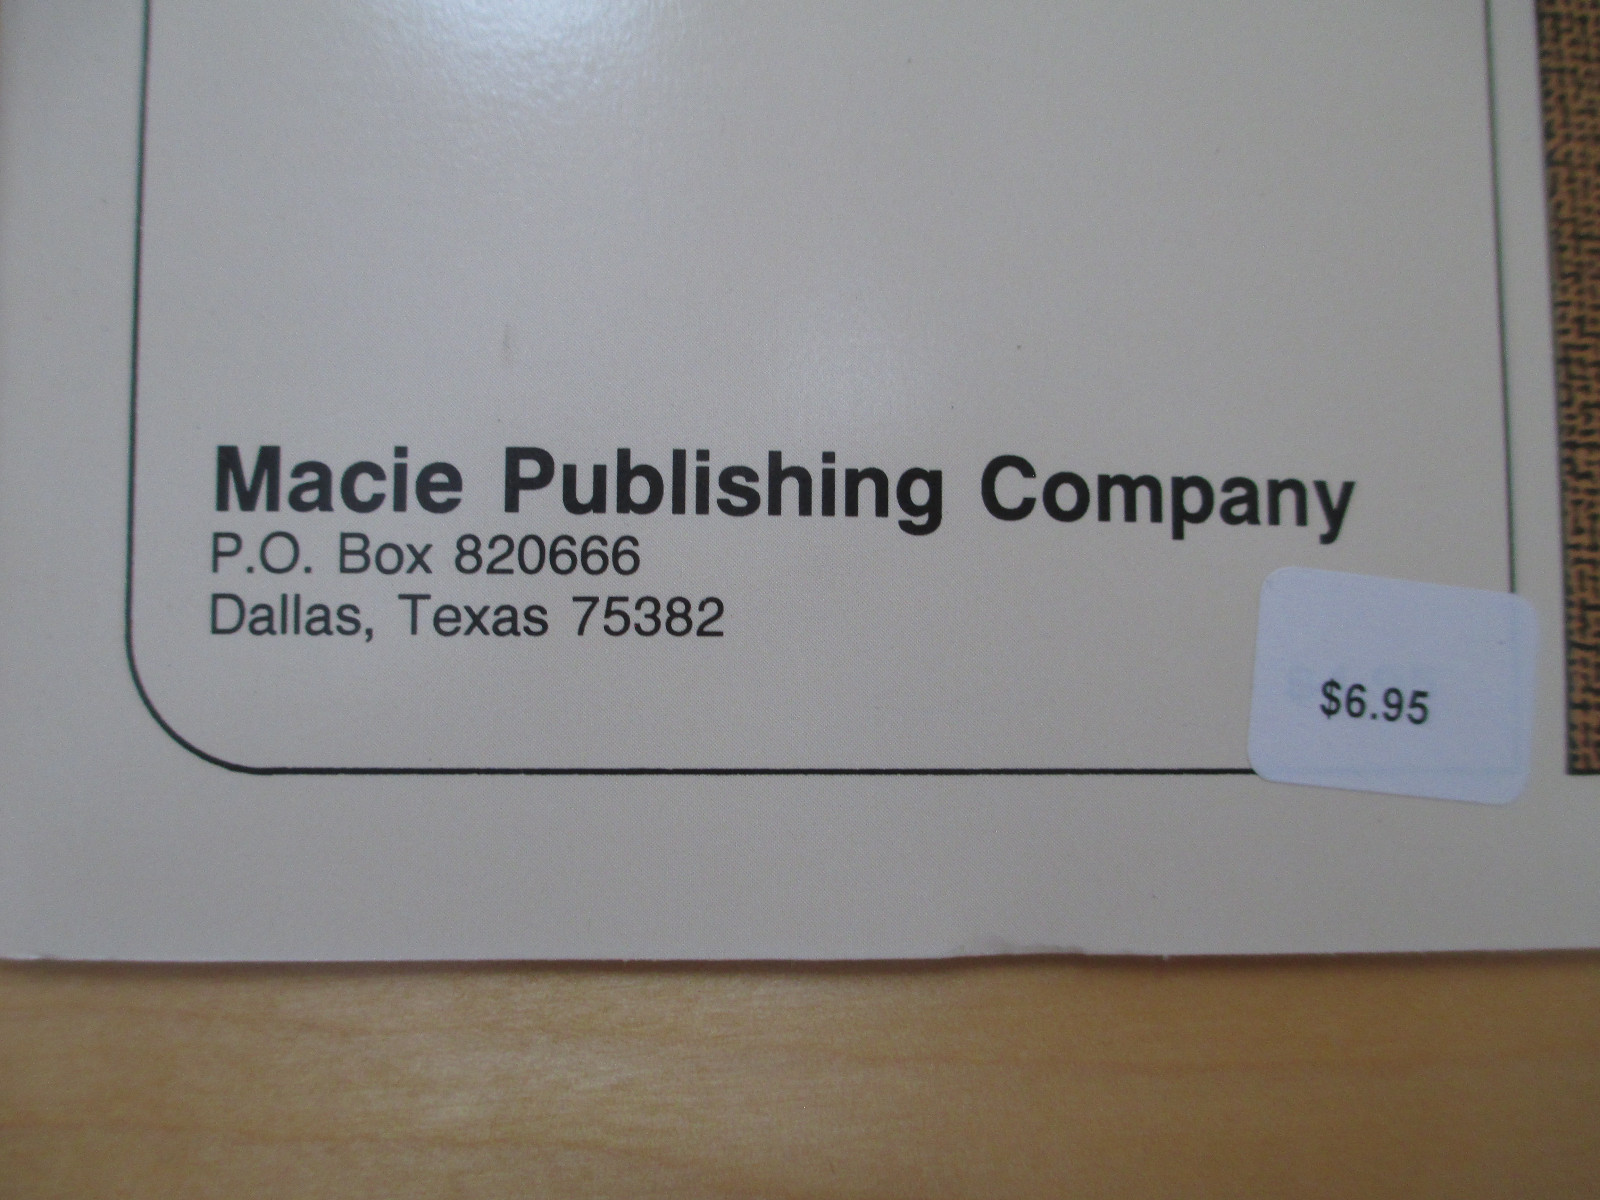 Macie Publishing Company
P.O. Box 820666
Dallas, Texas 75382
$6.95